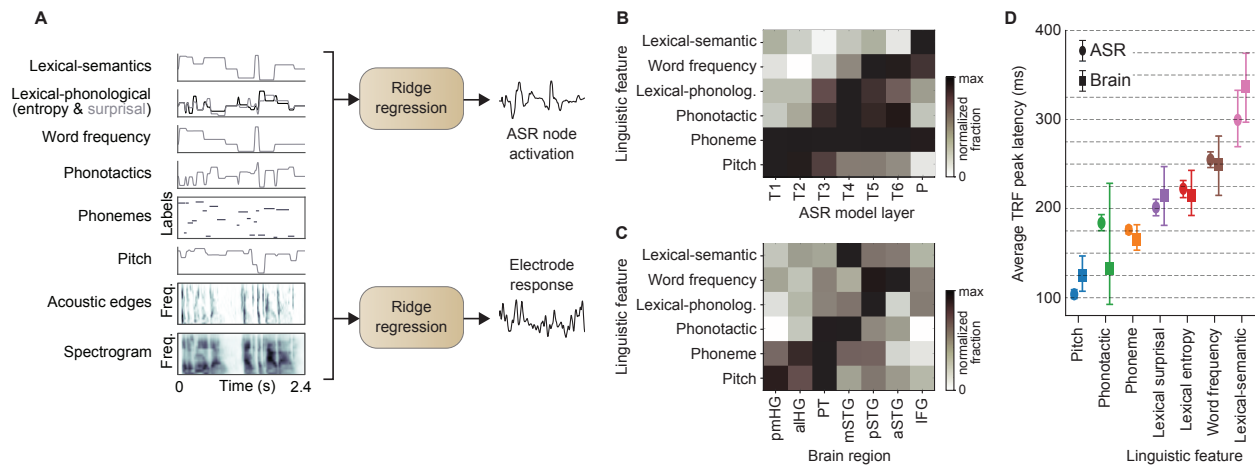 A
Lexical-semantics
Lexical-phonological
(entropy & surprisal)
Word frequency
Phonotactics
Phonemes
Labels
Pitch
Acoustic edges
Freq.
Spectrogram
Freq.
0 Time (s) 2.4
Ridge
regression
ASR node
activation
Ridge
regression
Electrode
response
B
Linguistic feature
Lexical-semantic
Word frequency
Lexical-phonolog.
Phonotactic
Phoneme
Pitch
T1 T2 T3 T4 T5 T6 P
ASR model layer
max
normalized
fraction
0
C
Linguistic feature
Lexical-semantic
Word frequency
Lexical-phonolog.
Phonotactic
Phoneme
Pitch
pmHG alHG PT mSTG pSTG aSTG IFG
Brain region
max
normalized
fraction
0
D
Average TRF peak latency (ms)
400
300
200
100
ASR
Brain
Pitch
Phonotactic
Phoneme
Lexical surprisal
Lexical entropy
Word frequency
Lexical-semantic
Linguistic feature